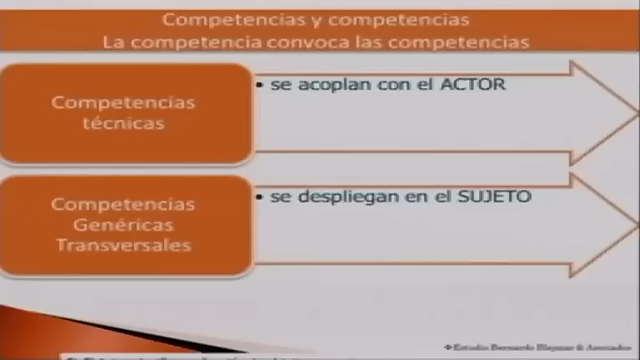 Competencias y competencias
La competencia convoca las competencias
Competencias
técnicas
• se acoplan con el ACTOR
Competencias
Genéricas
Transversales
• se despliegan en el SUJETO
Estudio Bernardo Blejmar & Asociados